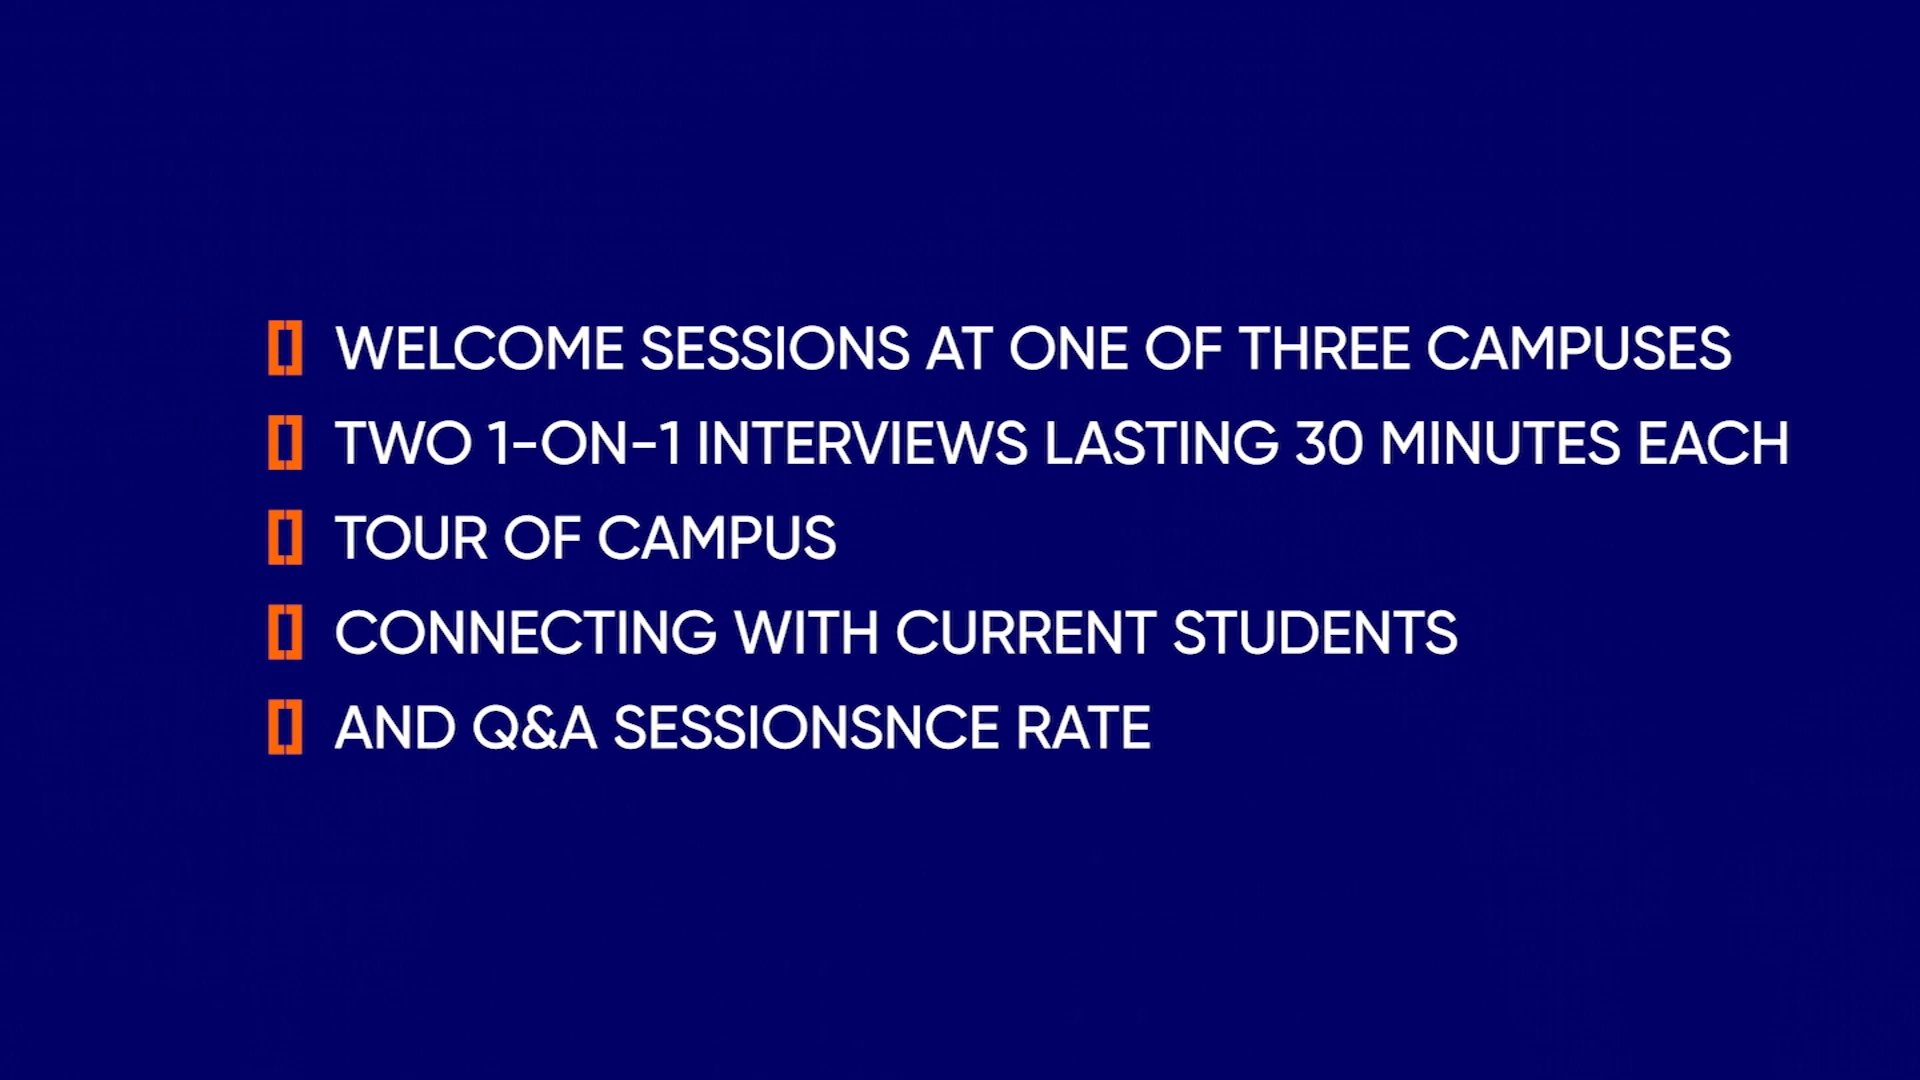 WELCOME SESSIONS AT ONE OF THREE CAMPUSES
TWO 1-ON-1 INTERVIEWS LASTING 30 MINUTES EACH
TOUR OF CAMPUS
CONNECTING WITH CURRENT STUDENTS
AND Q&A SESSIONSNCE RATE